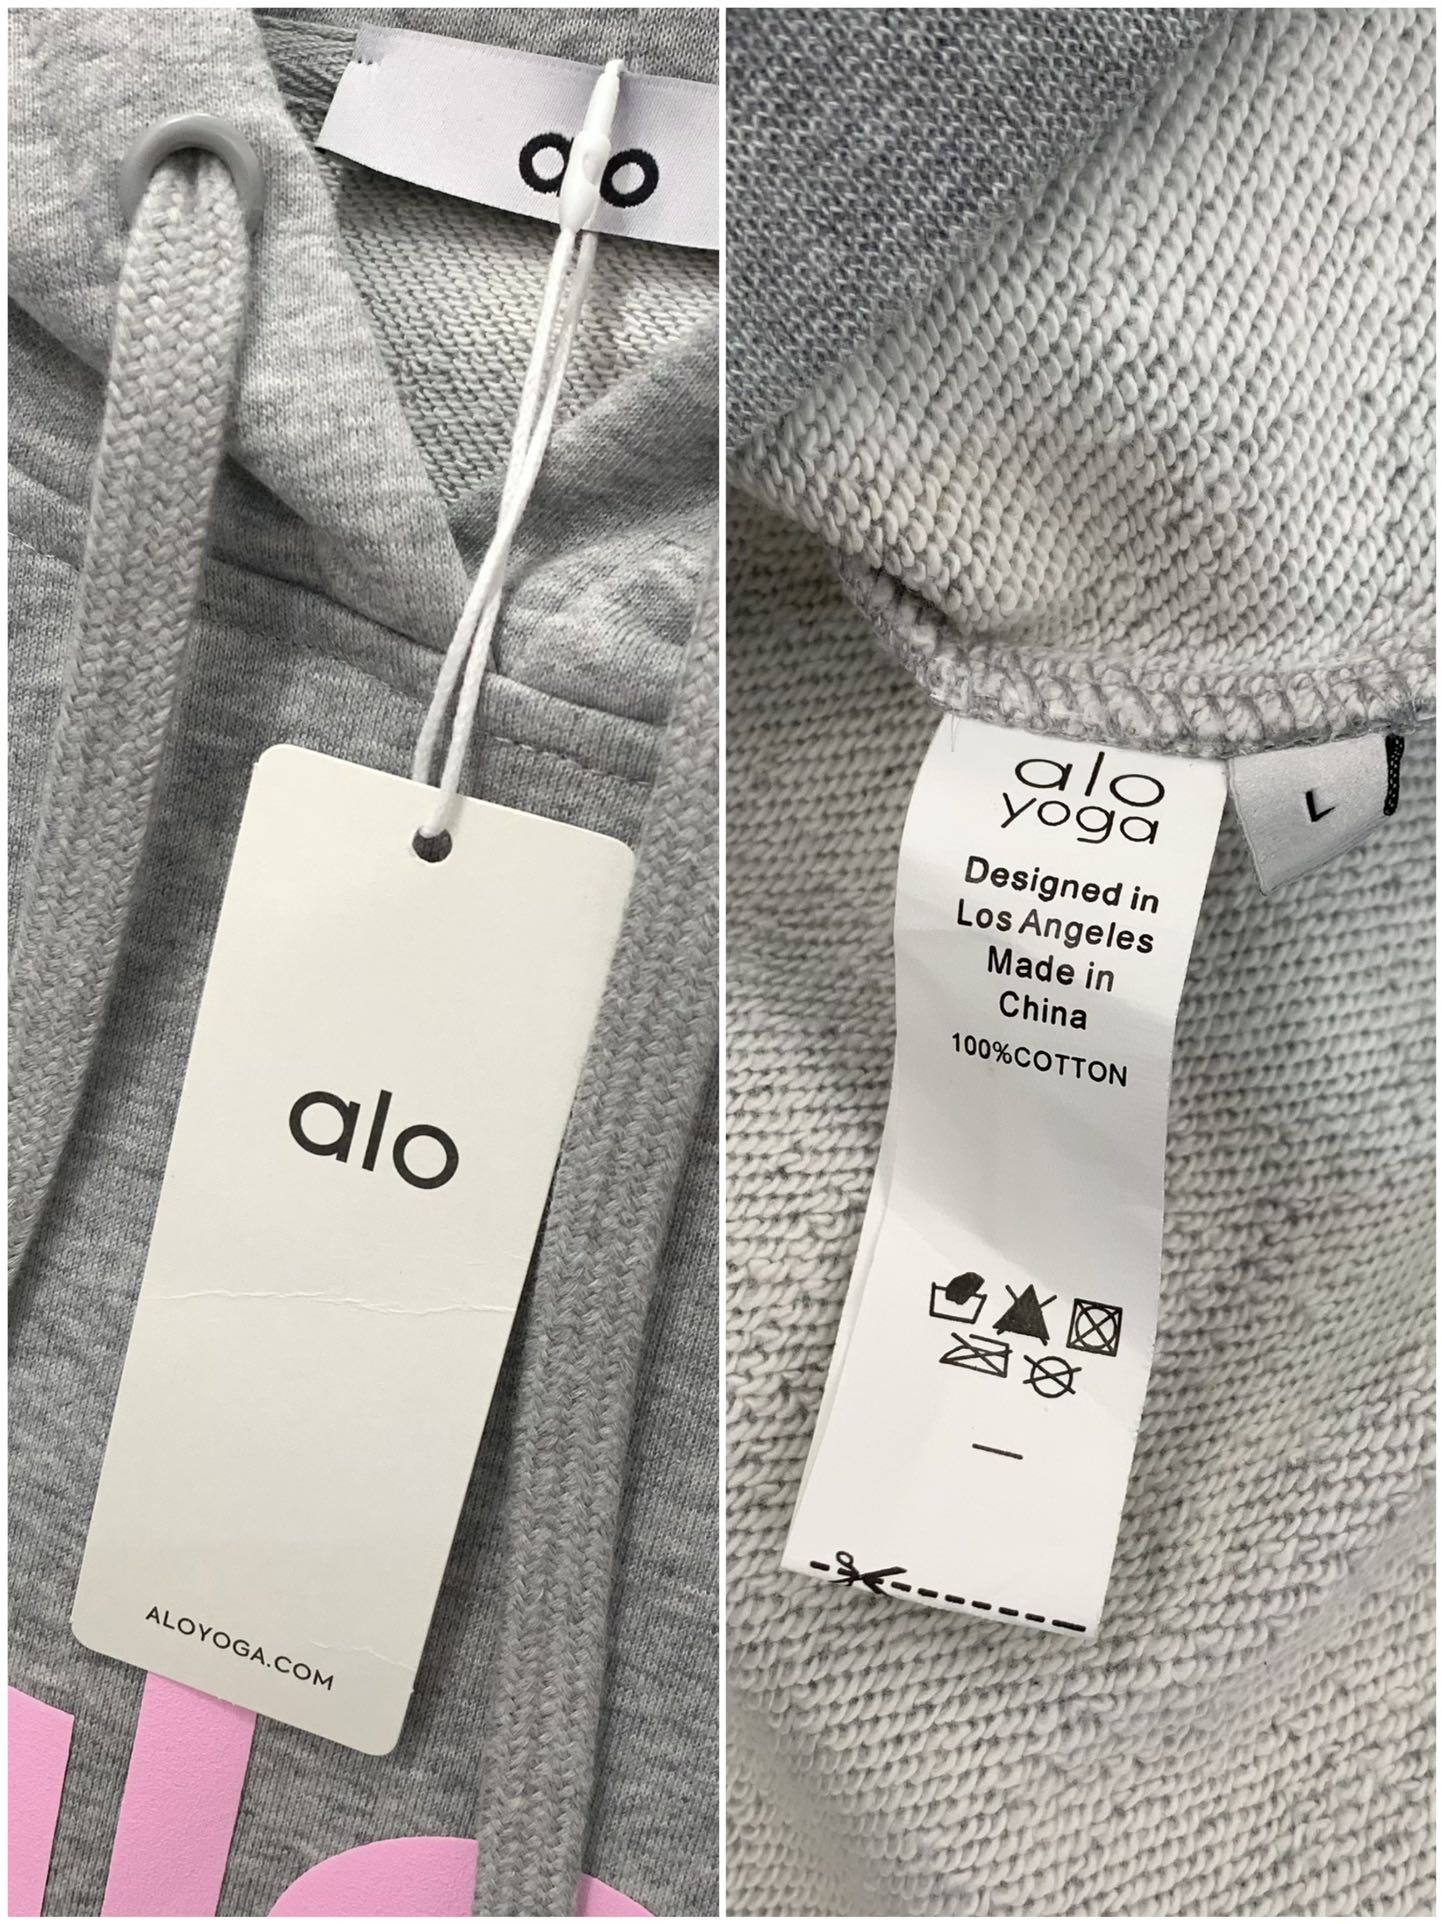 alo
alo
ALOYOGA.COM
alo
yoga
Designed in
Los Angeles
Made in
China
100%COTTON
L